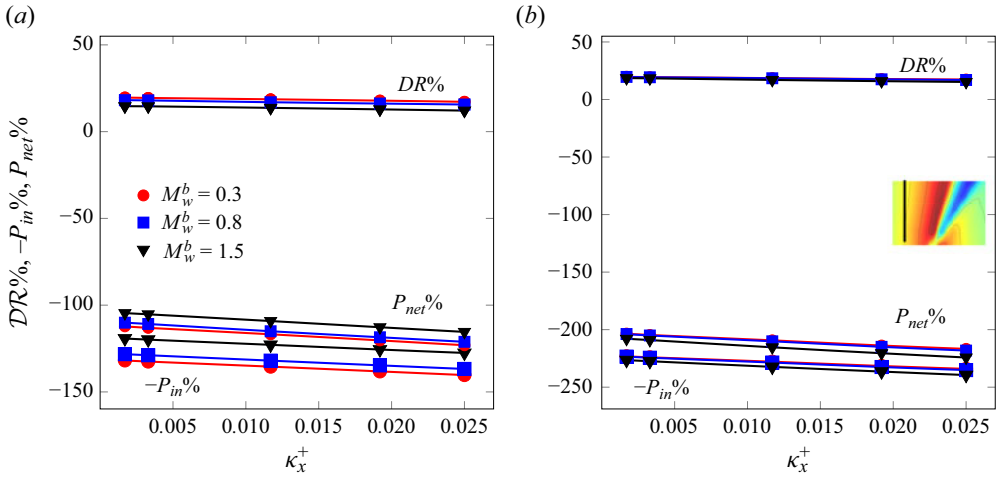 (a)
50
DR%
0
−50
M_w^b = 0.3
M_w^b = 0.8
M_w^b = 1.5
−100
P_net%
−150
−P_in%
0.005 0.010 0.015 0.020 0.025
κ_x^+
𝒟ℛ%, −P_in%, P_net%
(b)
50
DR%
0
−50
−100
−150
−200
P_net%
−250
−P_in%
0.005 0.010 0.015 0.020 0.025
κ_x^+